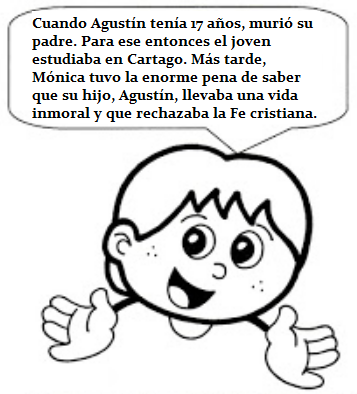 Cuando Agustín tenía 17 años, murió su
padre. Para ese entonces el joven
estudiaba en Cartago. Más tarde,
Mónica tuvo la enorme pena de saber
que su hijo, Agustín, llevaba una vida
inmoral y que rechazaba la Fe cristiana.